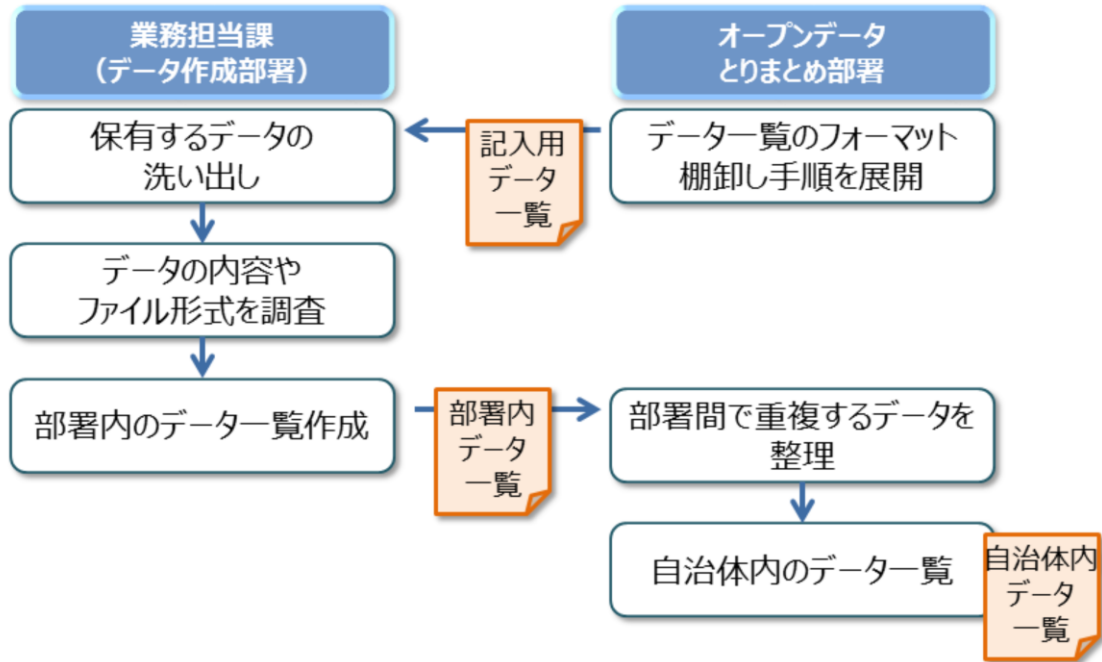 業務担当課
（データ作成部署）
オープンデータ
とりまとめ部署
保有するデータの
洗い出し
記入用
データ
一覧
データ一覧のフォーマット
棚卸し手順を展開
データの内容や
ファイル形式を調査
部署内のデータ一覧作成
部署内
データ
一覧
部署間で重複するデータを
整理
自治体内のデータ一覧
自治体内
データ
一覧